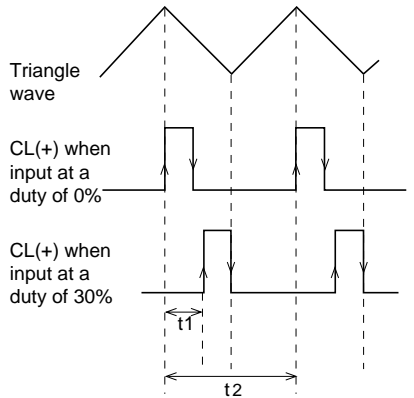 Triangle
wave
CL(+) when
input at a
duty of 0%
CL(+) when
input at a
duty of 30%
t1
t2